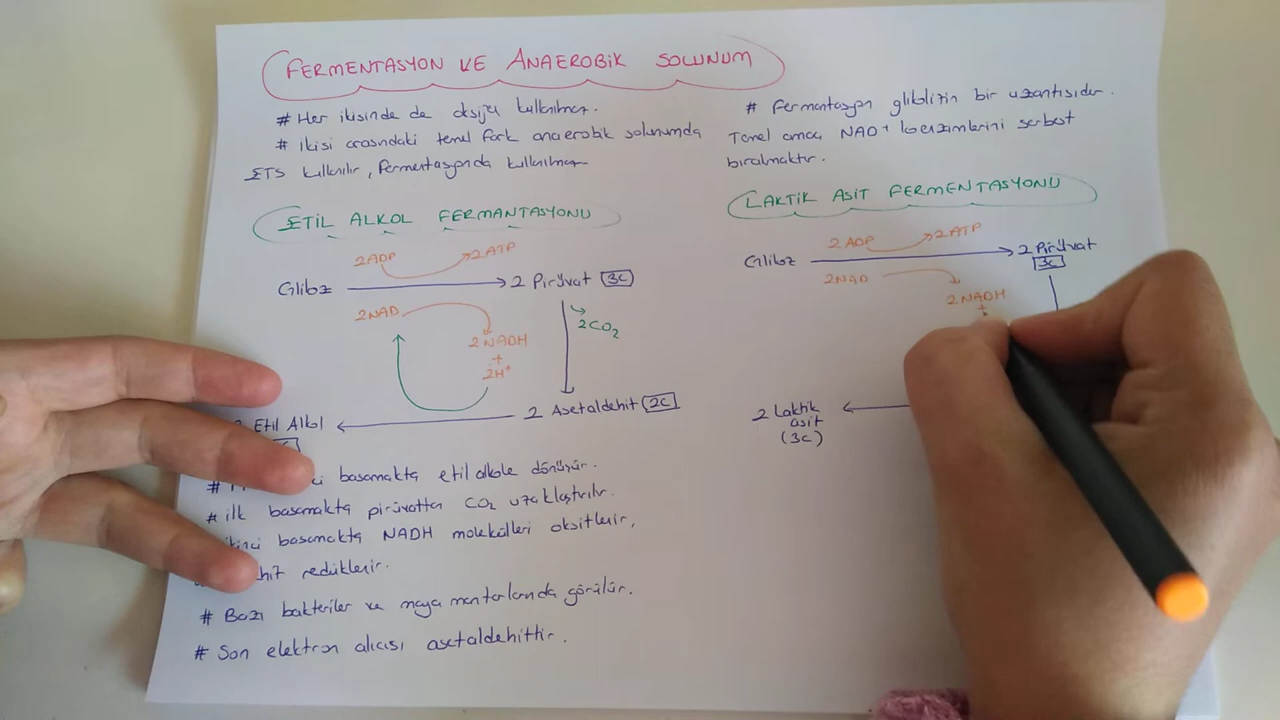 FERMENTASYON VE ANAEROBİK SOLUNUM
# Her ikisinde de oksijen kullanılmaz.
# ikisi arasındaki temel fark anaerobik solunumda
ETS kullanılır, fermentasyonda kullanılmaz
# Fermantasyon glikolizin bir uzantısıdır.
Temel amaç NAD+ koenzimlerini serbest
bırakmaktır.
ETİL ALKOL FERMANTASYONU
2ADP 2ATP
Glikoz 2 Pirüvat 3C
2NAD 2CO2
2NADH
+
2H+
2 Asetaldehit 2C
Etil Alkol
basamakta etil alkole dönüşür.
# ilk basamakta pirüvattan CO2 uzaklaştırılır.
basamakta NADH molekülleri oksitlenir,
redüklenir.
# Bazı bakteriler ve maya mantarlarında görülür.
# Son elektron alıcısı asetaldehittir.
LAKTİK ASİT FERMENTASYONU
2 ADP 2ATP
Glikoz 2 Pirüvat
3C
2NAD
2NADH
+
2 Laktik
asit
(3C)